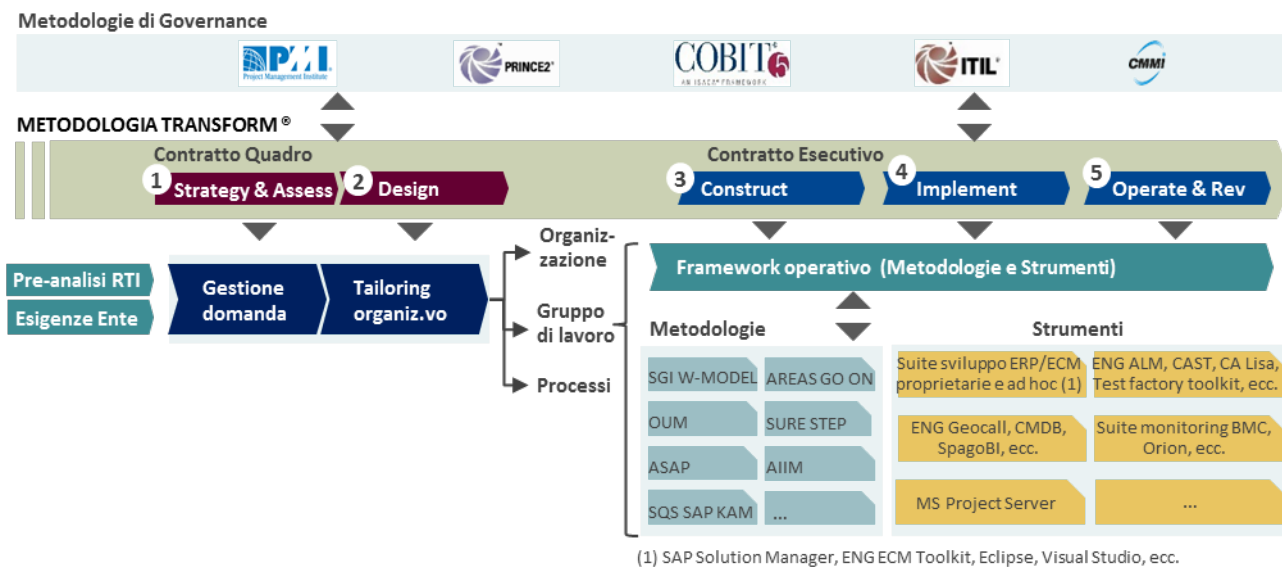 Metodologie di Governance
PMI®
Project Management Institute
PRINCE2®
COBIT®5
AN ISACA® FRAMEWORK
ITIL®
CMMI
METODOLOGIA TRANSFORM ®
Contratto Quadro
Contratto Esecutivo
1 Strategy & Assess
2 Design
3 Construct
4 Implement
5 Operate & Rev
Pre-analisi RTI
Esigenze Ente
Gestione
domanda
Tailoring
organiz.vo
Organiz-
zazione
Gruppo
di lavoro
Processi
Framework operativo (Metodologie e Strumenti)
Metodologie
SGI W-MODEL
AREAS GO ON
OUM
SURE STEP
ASAP
AIIM
SQS SAP KAM
...
Strumenti
Suite sviluppo ERP/ECM
proprietarie e ad hoc (1)
ENG ALM, CAST, CA Lisa,
Test factory toolkit, ecc.
ENG Geocall, CMDB,
SpagoBI, ecc.
Suite monitoring BMC,
Orion, ecc.
MS Project Server
...
(1) SAP Solution Manager, ENG ECM Toolkit, Eclipse, Visual Studio, ecc.